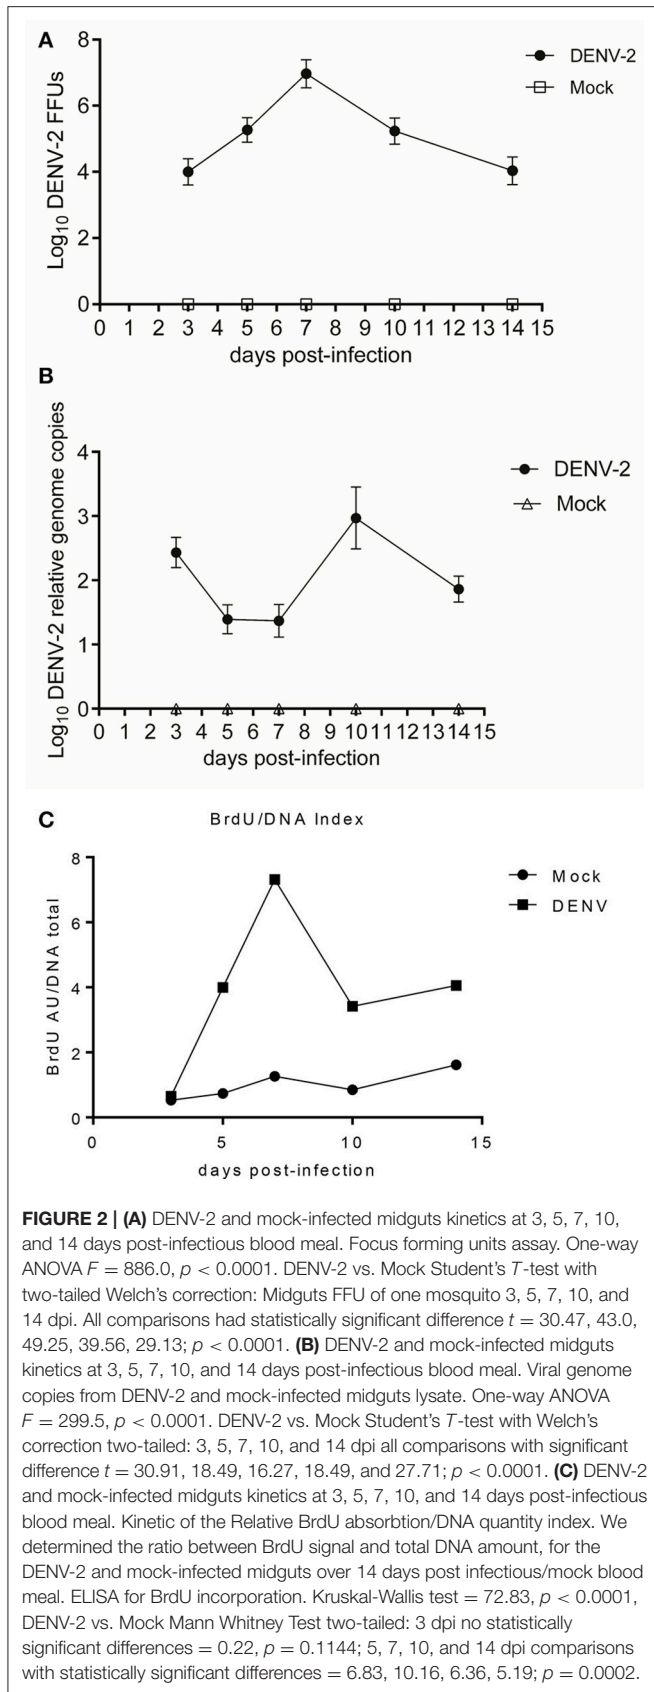 A
8
6
4
2
0
Log10 DENV-2 FFUs
DENV-2
Mock
0 1 2 3 4 5 6 7 8 9 10 11 12 13 14 15
days post-infection
B
4
3
2
1
0
Log10 DENV-2 relative genome copies
DENV-2
Mock
0 1 2 3 4 5 6 7 8 9 10 11 12 13 14 15
days post-infection
C
BrdU/DNA Index
8
6
4
2
0
BrdU AU/DNA total
Mock
DENV
0 5 10 15
days post-infection
FIGURE 2 | (A) DENV-2 and mock-infected midguts kinetics at 3, 5, 7, 10,
and 14 days post-infectious blood meal. Focus forming units assay. One-way
ANOVA F = 886.0, p < 0.0001. DENV-2 vs. Mock Student's T-test with
two-tailed Welch's correction: Midguts FFU of one mosquito 3, 5, 7, 10, and
14 dpi. All comparisons had statistically significant difference t = 30.47, 43.0,
49.25, 39.56, 29.13; p < 0.0001. (B) DENV-2 and mock-infected midguts
kinetics at 3, 5, 7, 10, and 14 days post-infectious blood meal. Viral genome
copies from DENV-2 and mock-infected midguts lysate. One-way ANOVA
F = 299.5, p < 0.0001. DENV-2 vs. Mock Student's T-test with Welch's
correction two-tailed: 3, 5, 7, 10, and 14 dpi all comparisons with significant
difference t = 30.91, 18.49, 16.27, 18.49, and 27.71; p < 0.0001. (C) DENV-2
and mock-infected midguts kinetics at 3, 5, 7, 10, and 14 days post-infectious
blood meal. Kinetic of the Relative BrdU absorbtion/DNA quantity index. We
determined the ratio between BrdU signal and total DNA amount, for the
DENV-2 and mock-infected midguts over 14 days post infectious/mock blood
meal. ELISA for BrdU incorporation. Kruskal-Wallis test = 72.83, p < 0.0001,
DENV-2 vs. Mock Mann Whitney Test two-tailed: 3 dpi no statistically
significant differences = 0.22, p = 0.1144; 5, 7, 10, and 14 dpi comparisons
with statistically significant differences = 6.83, 10.16, 6.36, 5.19; p = 0.0002.